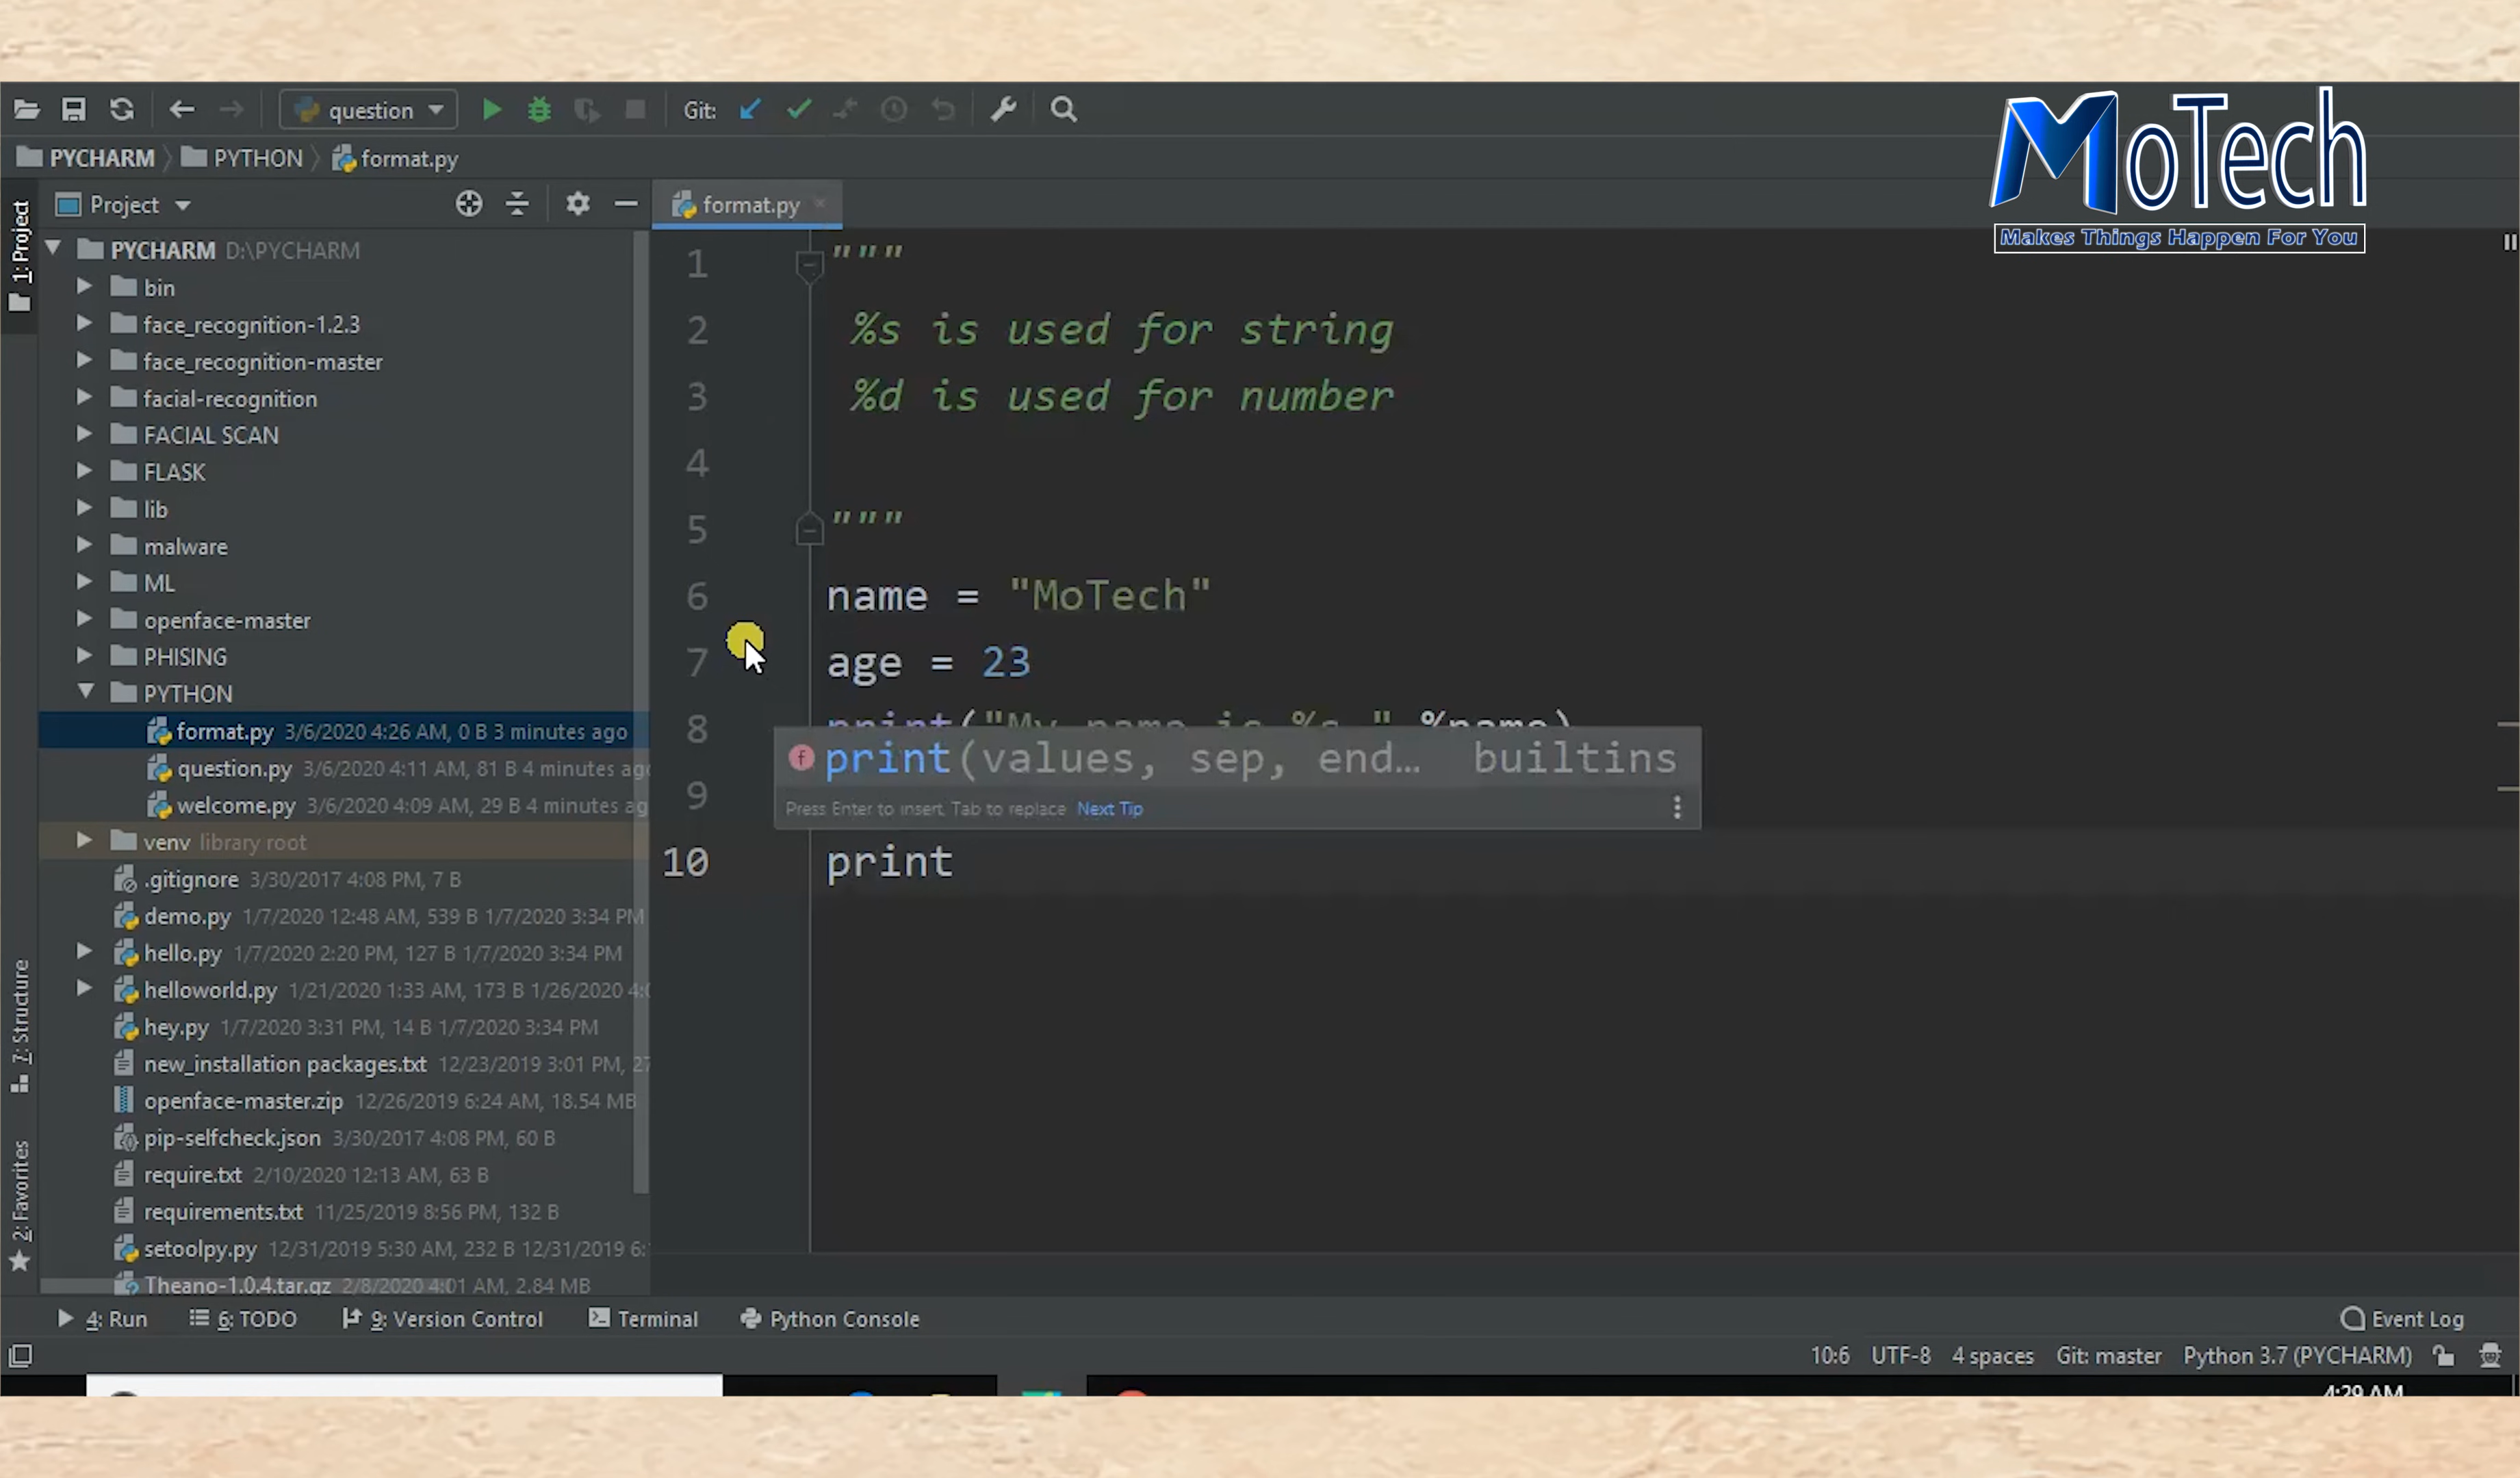 question
Git:
MoTech
Makes Things Happen For You
PYCHARM
PYTHON
format.py
1: Project
Project
format.py
PYCHARM D:\PYCHARM
bin
face_recognition-1.2.3
face_recognition-master
facial-recognition
FACIAL SCAN
FLASK
lib
malware
ML
openface-master
PHISING
PYTHON
format.py 3/6/2020 4:26 AM, 0 B 3 minutes ago
question.py 3/6/2020 4:11 AM, 81 B 4 minutes ago
welcome.py 3/6/2020 4:09 AM, 29 B 4 minutes ag
venv library root
.gitignore 3/30/2017 4:08 PM, 7 B
demo.py 1/7/2020 12:48 AM, 539 B 1/7/2020 3:34 PM
hello.py 1/7/2020 2:20 PM, 127 B 1/7/2020 3:34 PM
helloworld.py 1/21/2020 1:33 AM, 173 B 1/26/2020 4:0
hey.py 1/7/2020 3:31 PM, 14 B 1/7/2020 3:34 PM
new_installation packages.txt 12/23/2019 3:01 PM, 27
openface-master.zip 12/26/2019 6:24 AM, 18.54 MB
pip-selfcheck.json 3/30/2017 4:08 PM, 60 B
require.txt 2/10/2020 12:13 AM, 63 B
requirements.txt 11/25/2019 8:56 PM, 132 B
setoolpy.py 12/31/2019 5:30 AM, 232 B 12/31/2019 6:
Theano-1.0.4.tar.gz 2/8/2020 4:01 AM, 2.84 MB
7: Structure
2: Favorites
1 """
2 %s is used for string
3 %d is used for number
4
5 """
6 name = "MoTech"
7 age = 23
8 print("My name is %s " %name)
print(values, sep, end... builtins
Press Enter to insert, Tab to replace Next Tip
9
10 print
4: Run
6: TODO
9: Version Control
Terminal
Python Console
Event Log
10:6 UTF-8 4 spaces Git: master Python 3.7 (PYCHARM)
4:29 AM